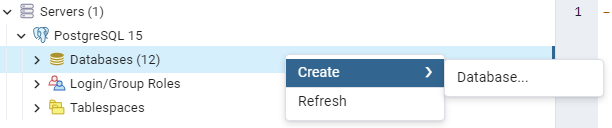 Servers (1)
1
PostgreSQL 15
Databases (12)
Create
Database...
Login/Group Roles
Refresh
Tablespaces